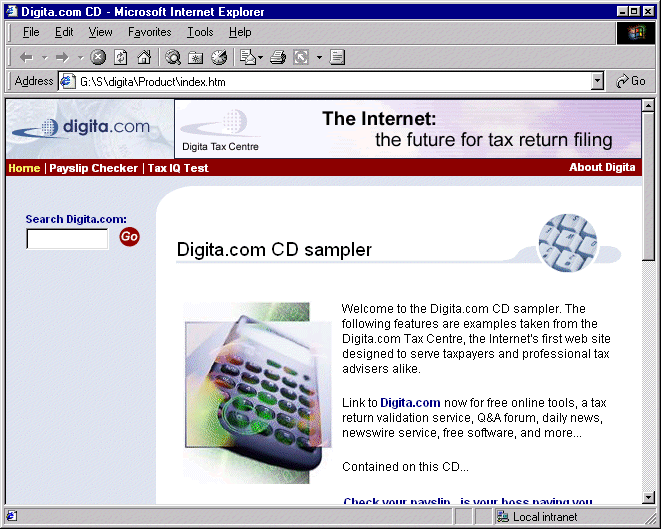 Digita.com CD - Microsoft Internet Explorer
File Edit View Favorites Tools Help
Address G:\S\digita\Product\index.htm Go
digita.com
Digita Tax Centre
The Internet:
the future for tax return filing
Home | Payslip Checker | Tax IQ Test About Digita
Search Digita.com:
Go
Digita.com CD sampler
Welcome to the Digita.com CD sampler. The
following features are examples taken from the
Digita.com Tax Centre, the Internet's first web site
designed to serve taxpayers and professional tax
advisers alike.
Link to Digita.com now for free online tools, a tax
return validation service, Q&A forum, daily news,
newswire service, free software, and more...
Contained on this CD...
Check your payslip...is your boss paying you
Local intranet